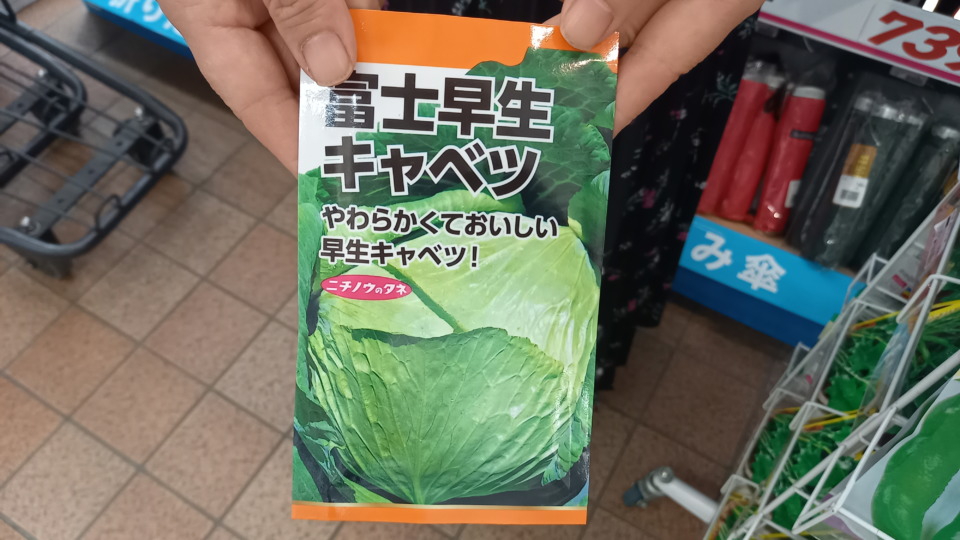 富士早生
キャベツ
やわらかくておいしい
早生キャベツ!
ニチノウのタネ
み傘